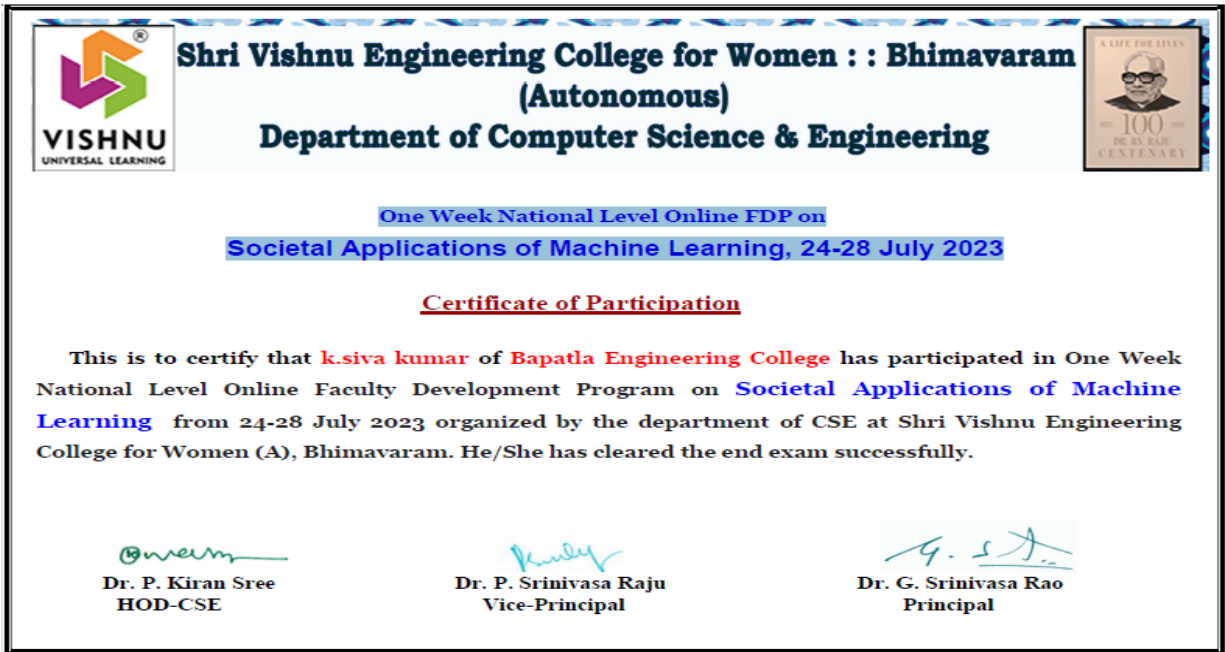 Shri Vishnu Engineering College for Women : : Bhimavaram
(Autonomous)
Department of Computer Science & Engineering
®
VISHNU
UNIVERSAL LEARNING
A LIFE FOR LIVES
100
DR. B.V. RAJU
CENTENARY
One Week National Level Online FDP on
Societal Applications of Machine Learning, 24-28 July 2023
Certificate of Participation
This is to certify that k.siva kumar of Bapatla Engineering College has participated in One Week
National Level Online Faculty Development Program on Societal Applications of Machine
Learning from 24-28 July 2023 organized by the department of CSE at Shri Vishnu Engineering
College for Women (A), Bhimavaram. He/She has cleared the end exam successfully.
Dr. P. Kiran Sree
HOD-CSE
Dr. P. Srinivasa Raju
Vice-Principal
Dr. G. Srinivasa Rao
Principal